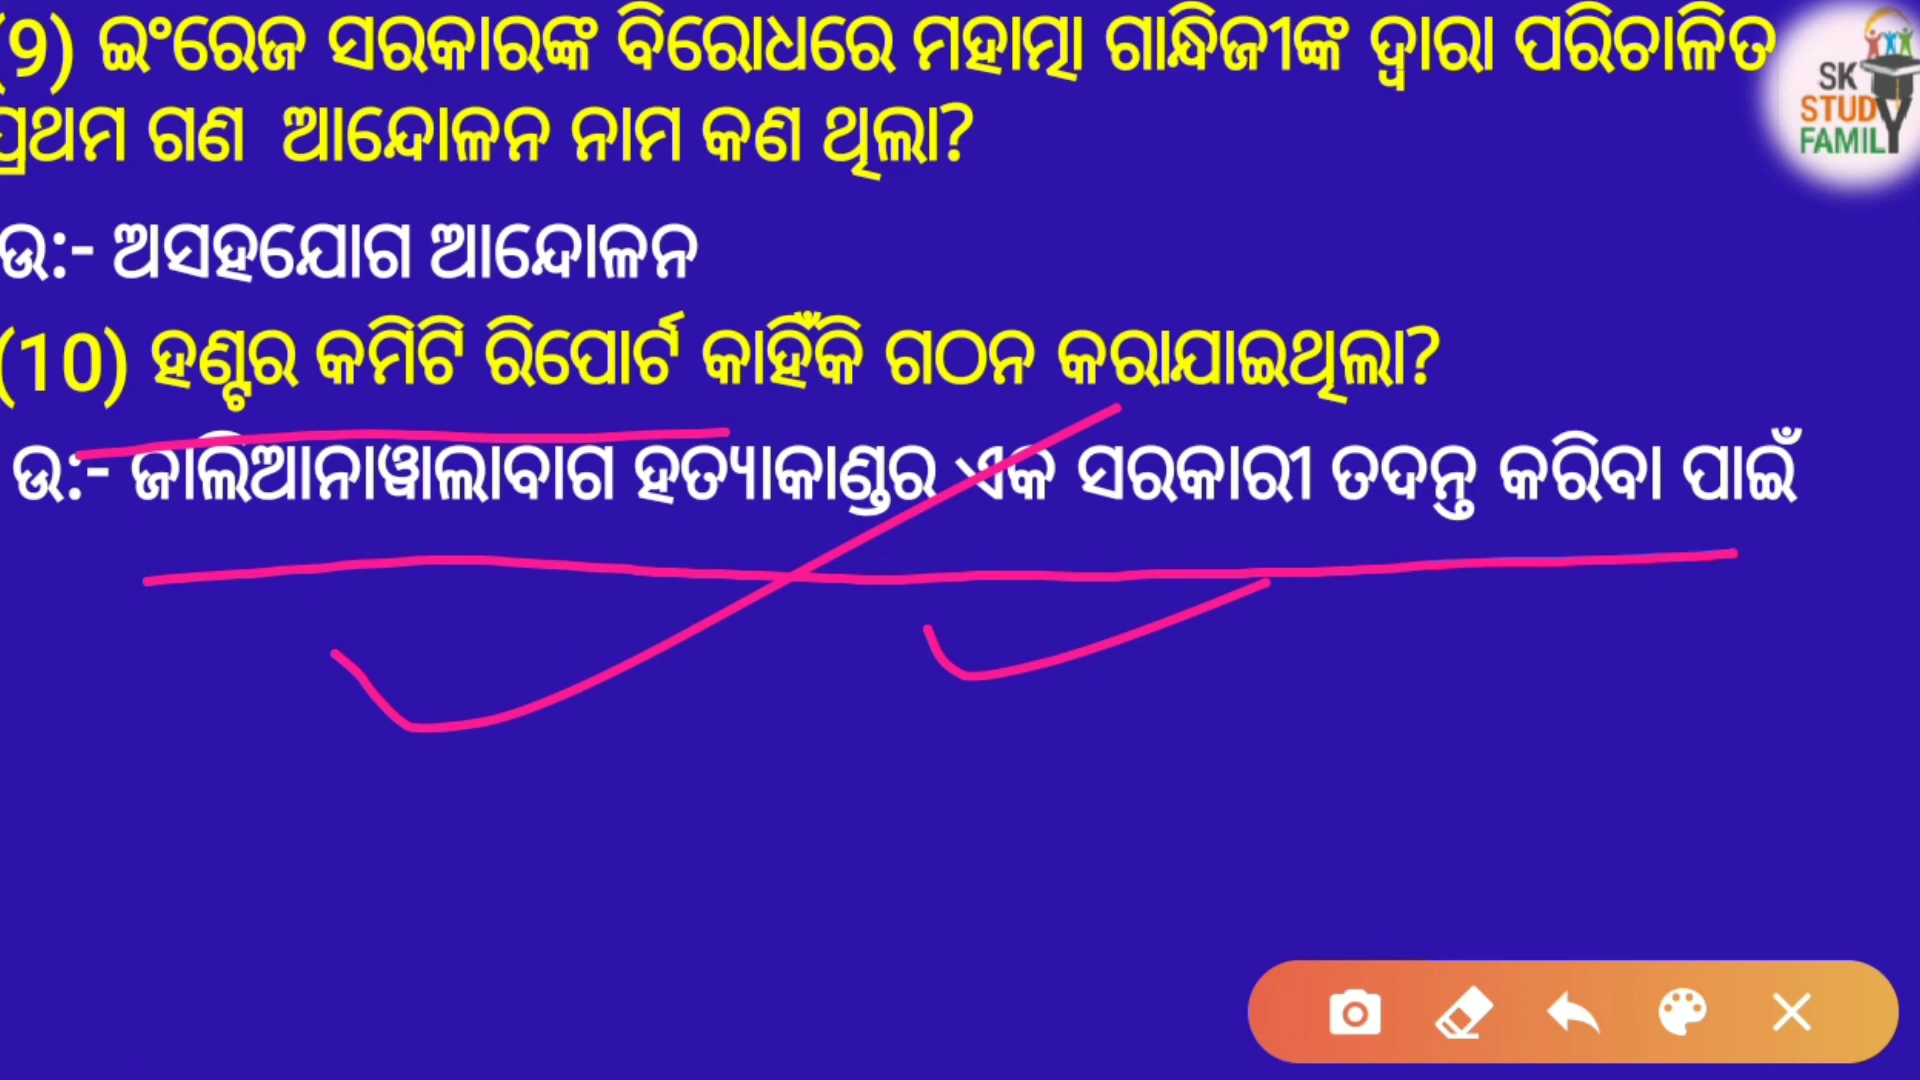 (9) ଇଂରେଜ ସରକାରଙ୍କ ବିରୋଧରେ ମହାତ୍ମା ଗାନ୍ଧିଜୀଙ୍କ ଦ୍ୱାରା ପରିଚାଳିତ
ପ୍ରଥମ ଗଣ ଆନ୍ଦୋଳନ ନାମ କଣ ଥିଲା?
ଉ:- ଅସହଯୋଗ ଆନ୍ଦୋଳନ
(10) ହଣ୍ଟର କମିଟି ରିପୋର୍ଟ କାହିଁକି ଗଠନ କରାଯାଇଥିଲା?
ଉ:- ଜାଲିଆନାୱାଲାବାଗ ହତ୍ୟାକାଣ୍ଡର ଏକ ସରକାରୀ ତଦନ୍ତ କରିବା ପାଇଁ
SK
STUDY
FAMILY